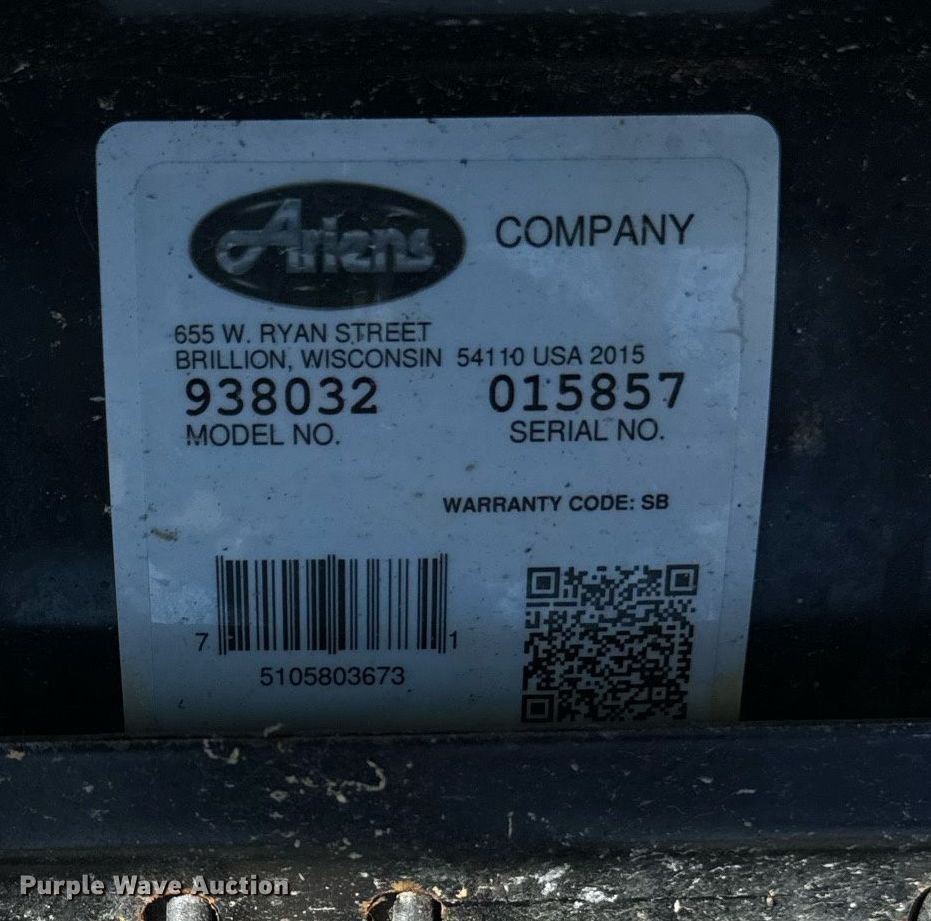 Ariens COMPANY
655 W. RYAN STREET
BRILLION, WISCONSIN 54110 USA 2015
938032 015857
MODEL NO. SERIAL NO.
WARRANTY CODE: SB
7 1
5105803673
Purple Wave Auction